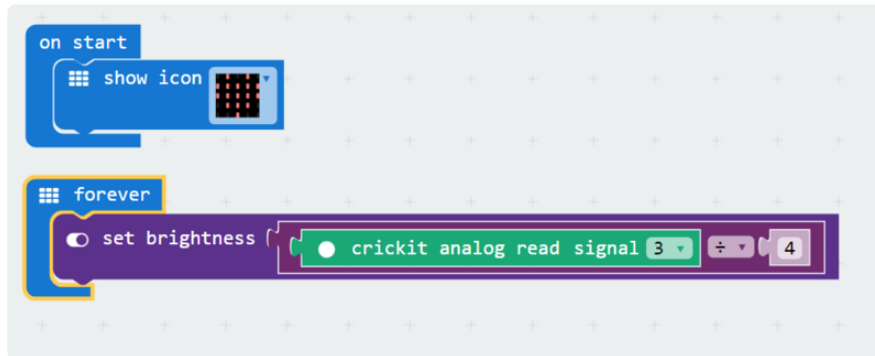 on start
show icon
forever
set brightness crickit analog read signal 3 ÷ 4